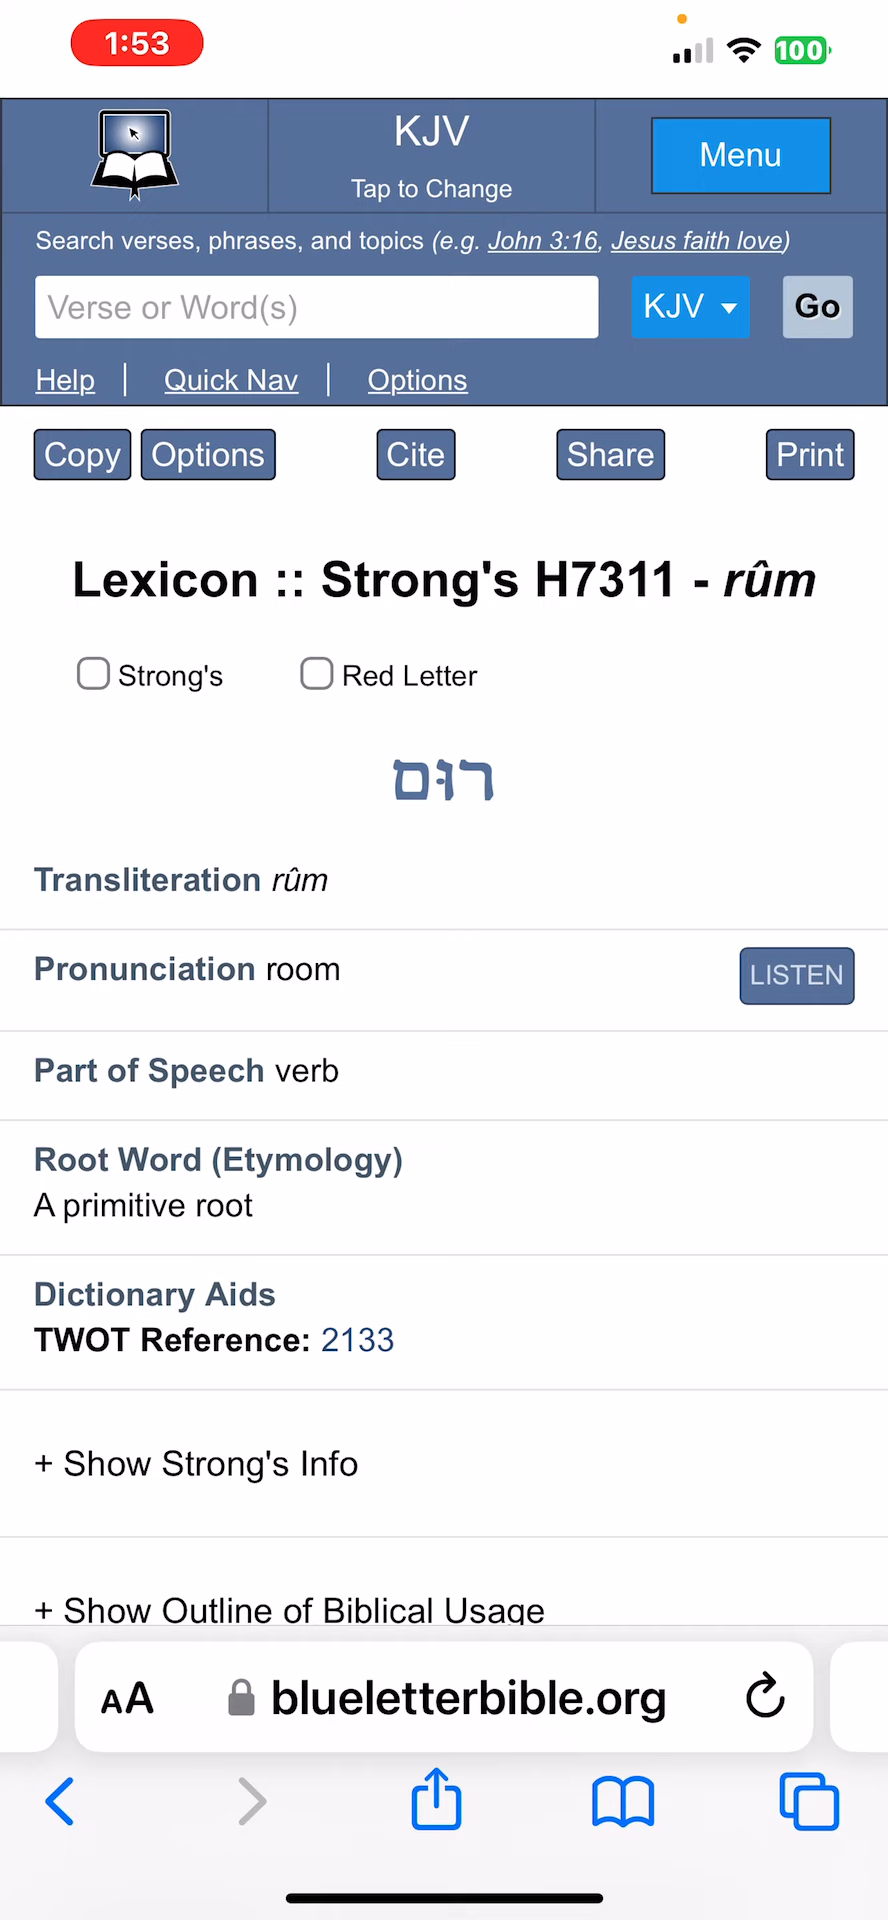 1:53
100
KJV
Tap to Change
Menu
Search verses, phrases, and topics (e.g. John 3:16, Jesus faith love)
Verse or Word(s)
KJV
Go
Help | Quick Nav | Options
Copy Options Cite Share Print
Lexicon :: Strong's H7311 - rûm
Strong's Red Letter
רוּם
Transliteration rûm
Pronunciation room
LISTEN
Part of Speech verb
Root Word (Etymology)
A primitive root
Dictionary Aids
TWOT Reference: 2133
+ Show Strong's Info
+ Show Outline of Biblical Usage
AA blueletterbible.org